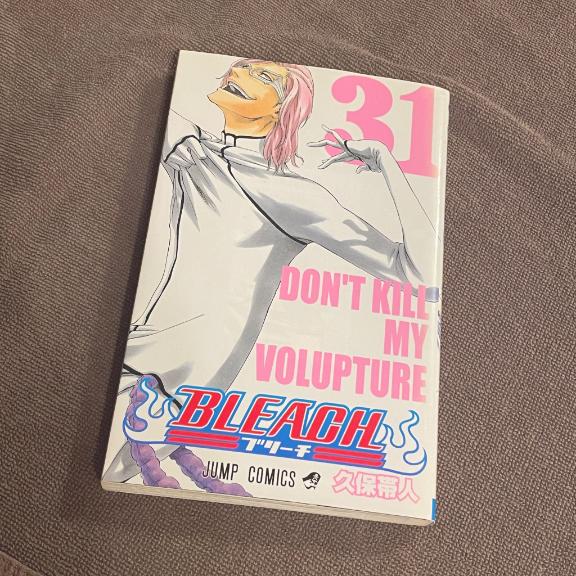 31
DON'T KILL
MY
VOLUPTURE
BLEACH
ブリーチ
JUMP COMICS
久保帯人